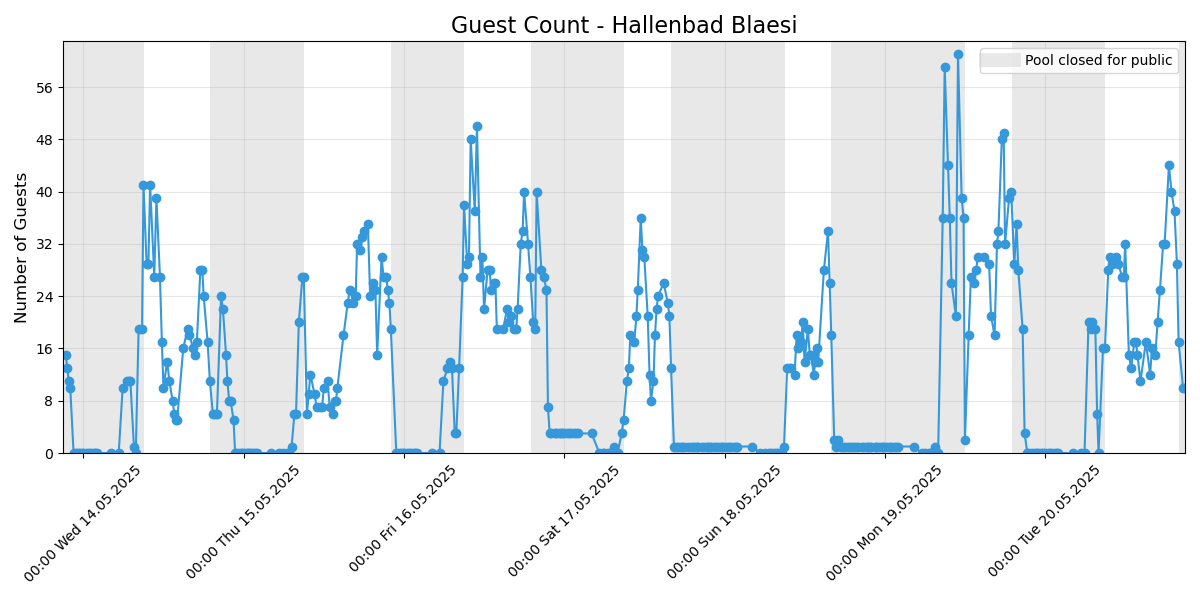 Guest Count - Hallenbad Blaesi
Pool closed for public
Number of Guests
56
48
40
32
24
16
8
0
00:00 Wed 14.05.2025
00:00 Thu 15.05.2025
00:00 Fri 16.05.2025
00:00 Sat 17.05.2025
00:00 Sun 18.05.2025
00:00 Mon 19.05.2025
00:00 Tue 20.05.2025